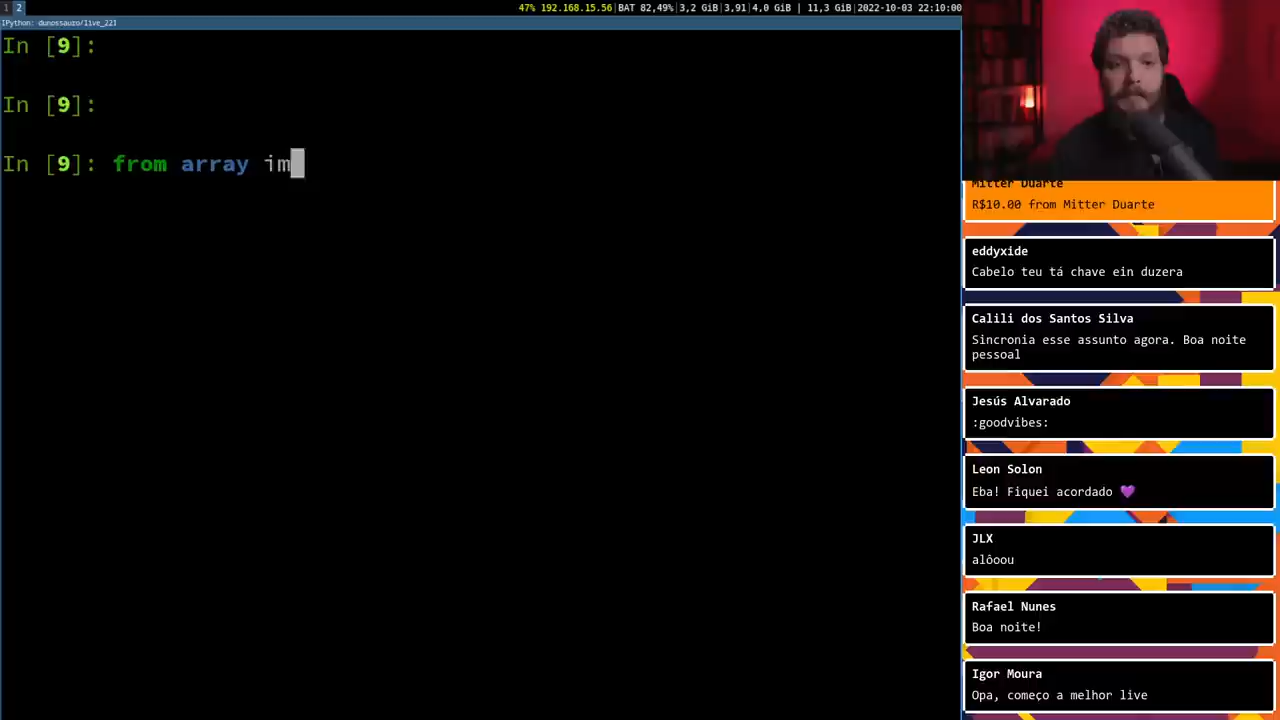 1 2
47% 192.168.15.56|BAT 82,49%|3,2 GiB|3,91|4,0 GiB | 11,3 GiB|2022-10-03 22:10:00
IPython: dunossauro/live_221
In [9]:
In [9]:
In [9]: from array im
Mitter Duarte
R$10.00 from Mitter Duarte
eddyxide
Cabelo teu tá chave ein duzera
Calili dos Santos Silva
Sincronia esse assunto agora. Boa noite
pessoal
Jesús Alvarado
:goodvibes:
Leon Solon
Eba! Fiquei acordado 💜
JLX
alôoou
Rafael Nunes
Boa noite!
Igor Moura
Opa, começo a melhor live